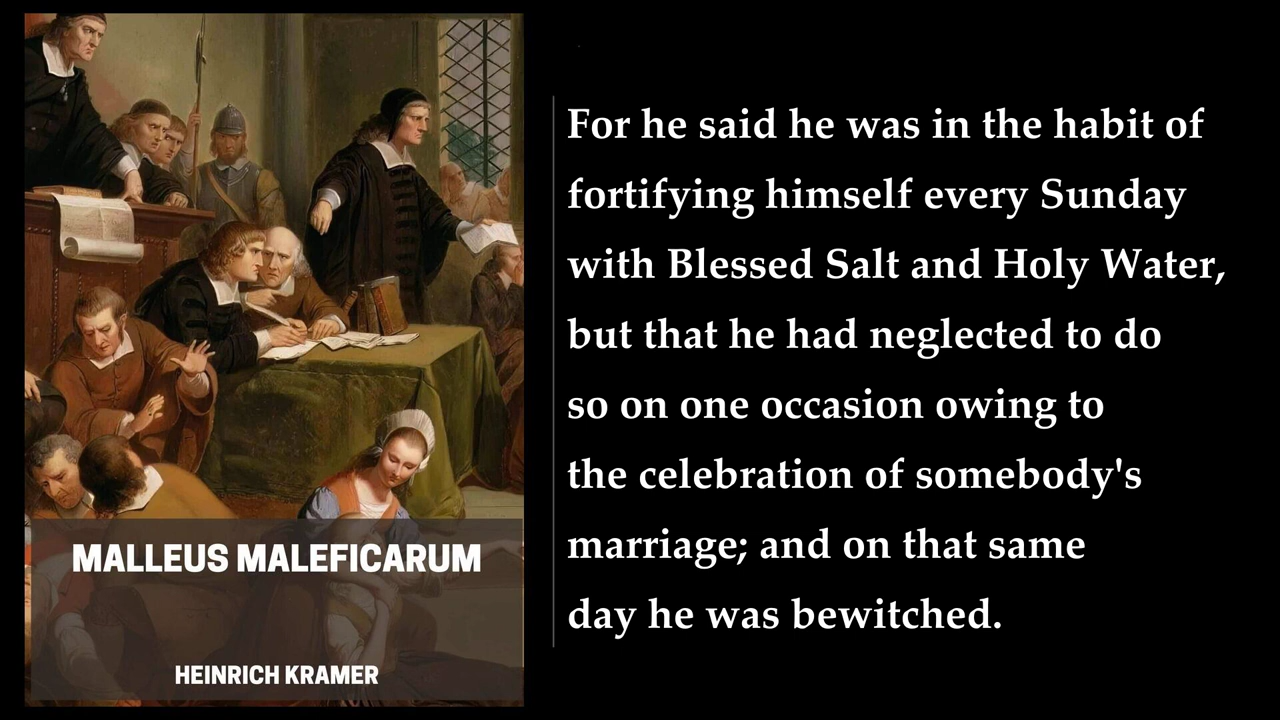 MALLEUS MALEFICARUM
HEINRICH KRAMER
For he said he was in the habit of
fortifying himself every Sunday
with Blessed Salt and Holy Water,
but that he had neglected to do
so on one occasion owing to
the celebration of somebody's
marriage; and on that same
day he was bewitched.